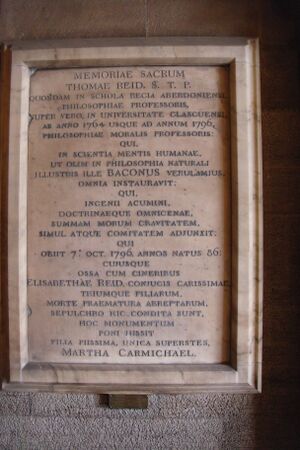 MEMORIAE SACRUM
THOMAE REID. S. T. P.
QUONDAM IN SCHOLA REGIA ABERDONIENSI,
PHILOSOPHIAE PROFESSORIS,
NUPER VERO, IN UNIVERSITATE GLASCUENSI,
AB ANNO 1764 USQUE AD ANNUM 1796,
PHILOSOPHIAE MORALIS PROFESSORIS:
QUI,
IN SCIENTIA MENTIS HUMANAE,
UT OLIM IN PHILOSOPHIA NATURALI
ILLUSTRIS ILLE BACONUS VERULAMIUS,
OMNIA INSTAURAVIT:
QUI,
INGENII ACUMINI,
DOCTRINAEQUE OMNIGENAE,
SUMMAM MORUM GRAVITATEM,
SIMUL ATQUE COMITATEM ADJUNXIT:
QUI
OBIIT 7.º OCT. 1796. ANNOS NATUS 86:
CUJUSQUE
OSSA CUM CINERIBUS
ELISABETHAE REID, CONJUGIS CARISSIMAE,
TRIUMQUE FILIARUM,
MORTE PRAEMATURA ABREPTARUM,
SEPULCHRO HIC CONDITA SUNT,
HOC MONUMENTUM
PONI JUSSIT
FILIA PIISSIMA, UNICA SUPERSTES,
MARTHA CARMICHAEL.